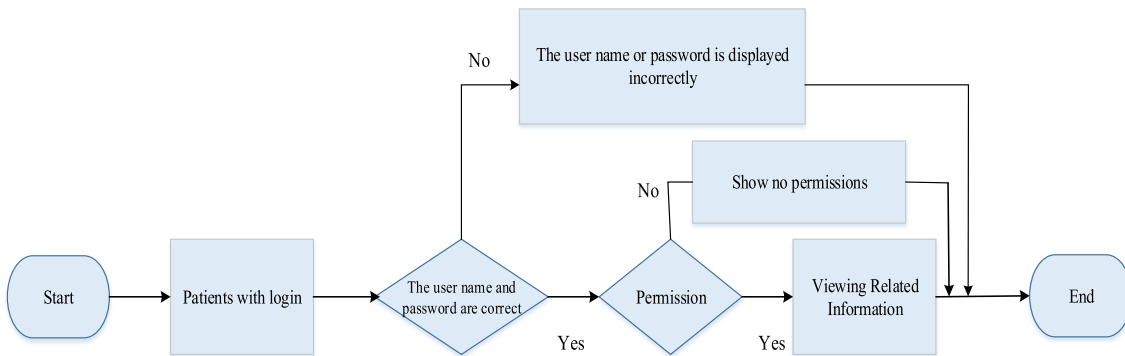 No
The user name or password is displayed
incorrectly
No
Show no permissions
Start
Patients with login
The user name and
password are correct
Yes
Permission
Yes
Viewing Related
Information
End